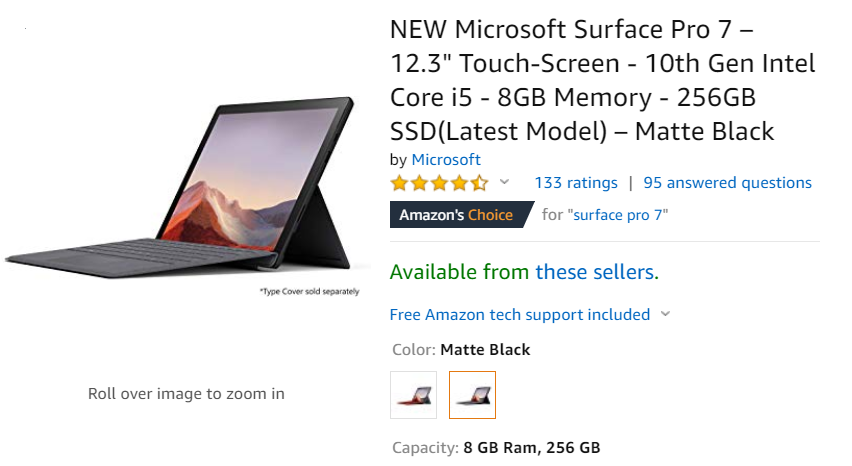 NEW Microsoft Surface Pro 7 –
12.3" Touch-Screen - 10th Gen Intel
Core i5 - 8GB Memory - 256GB
SSD(Latest Model) – Matte Black
by Microsoft
133 ratings | 95 answered questions
Amazon's Choice for "surface pro 7"
Available from these sellers.
*Type Cover sold separately
Free Amazon tech support included
Color: Matte Black
Roll over image to zoom in
Capacity: 8 GB Ram, 256 GB